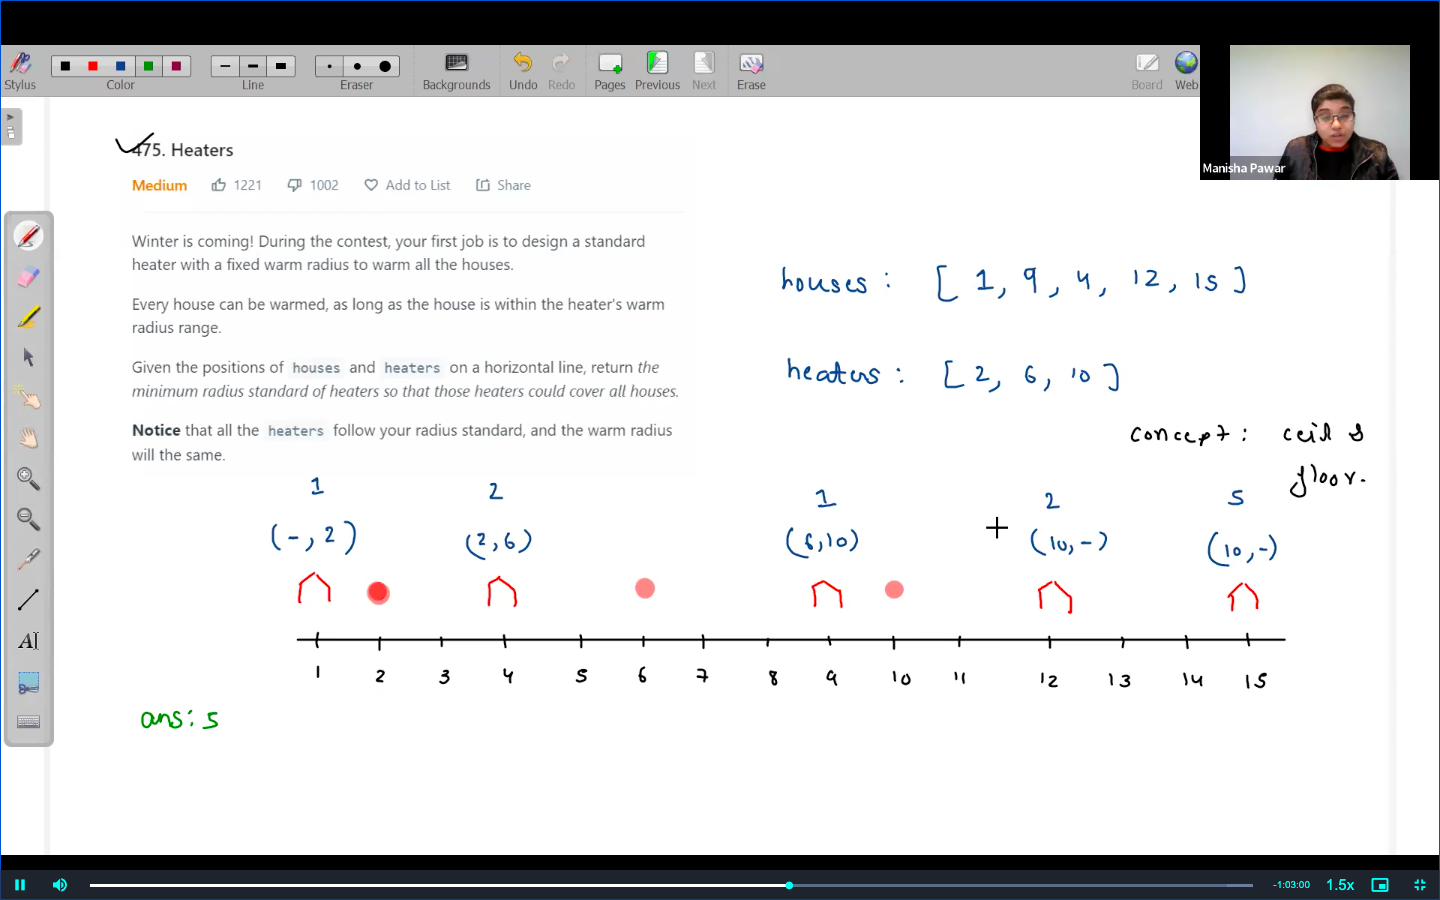 Stylus Color Line Eraser Backgrounds Undo Redo Pages Previous Next Erase Board Web
Manisha Pawar
475. Heaters
Medium 1221 1002 Add to List Share
Winter is coming! During the contest, your first job is to design a standard
heater with a fixed warm radius to warm all the houses.
Every house can be warmed, as long as the house is within the heater's warm
radius range.
Given the positions of houses and heaters on a horizontal line, return the
minimum radius standard of heaters so that those heaters could cover all houses.
Notice that all the heaters follow your radius standard, and the warm radius
will the same.
houses : [ 1, 9, 4, 12, 15 ]
heaters : [ 2, 6, 10 ]
concept : ceil &
floor.
1 2 1 2 5
(-, 2) (2, 6) (6, 10) (10, -) (10, -)
1 2 3 4 5 6 7 8 9 10 11 12 13 14 15
ans: 5
-1:03:00 1.5x